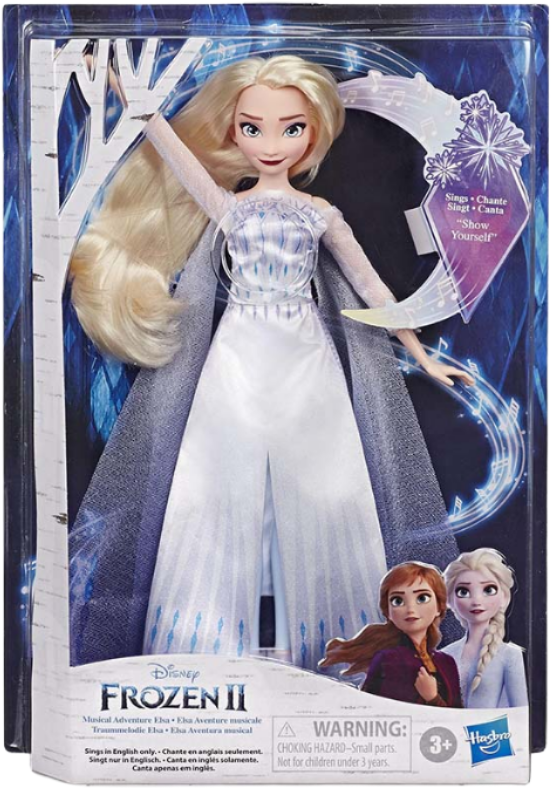 Sings • Chante
Singt • Canta
"Show
Yourself"
Disney
FROZEN II
Musical Adventure Elsa • Elsa Aventure musicale
Traummelodie Elsa • Elsa Aventura musical
Sings in English only. • Chante en anglais seulement.
Singt nur in Englisch. • Canta en inglés solamente.
Canta apenas em inglês.
WARNING:
CHOKING HAZARD–Small parts.
Not for children under 3 years.
3+
Hasbro